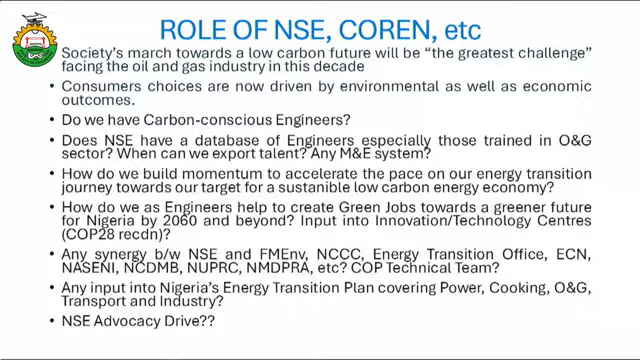 ROLE OF NSE, COREN, etc
Society's march towards a low carbon future will be "the greatest challenge"
facing the oil and gas industry in this decade
• Consumers choices are now driven by environmental as well as economic
outcomes.
• Do we have Carbon-conscious Engineers?
• Does NSE have a database of Engineers especially those trained in O&G
sector? When can we export talent? Any M&E system?
• How do we build momentum to accelerate the pace on our energy transition
journey towards our target for a sustanible low carbon energy economy?
• How do we as Engineers help to create Green Jobs towards a greener future
for Nigeria by 2060 and beyond? Input into Innovation/Technology Centres
(COP28 recdn)?
• Any synergy b/w NSE and FMEnv, NCCC, Energy Transition Office, ECN,
NASENI, NCDMB, NUPRC, NMDPRA, etc? COP Technical Team?
• Any input into Nigeria's Energy Transition Plan covering Power, Cooking, O&G,
Transport and Industry?
• NSE Advocacy Drive??